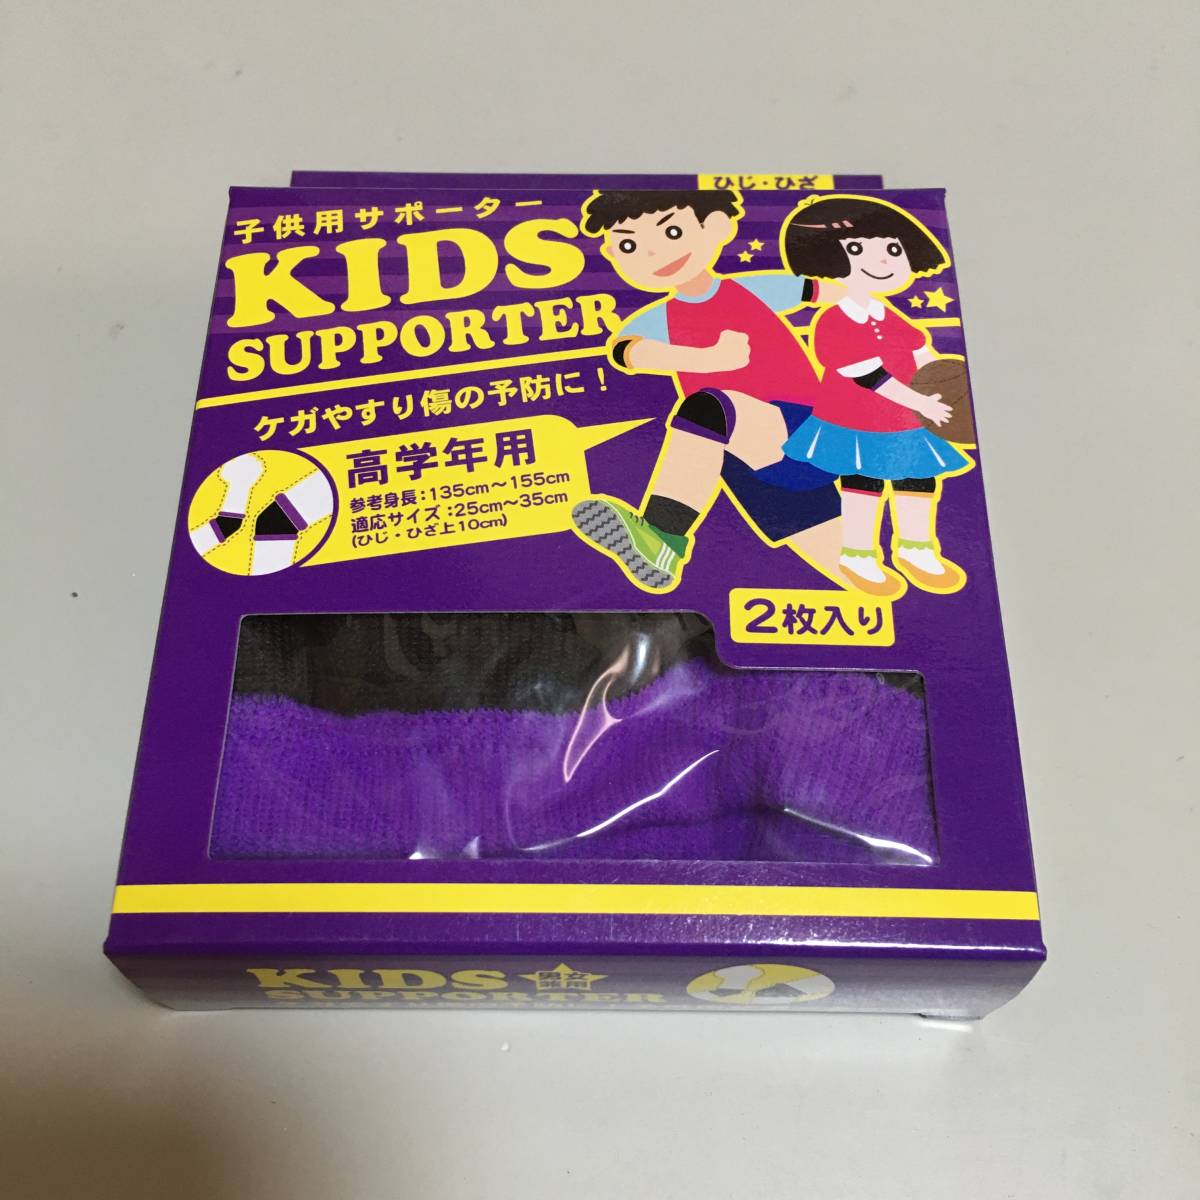 ひじ・ひざ
子供用サポーター
KIDS
SUPPORTER
ケガやすり傷の予防に！
高学年用
参考身長：135cm〜155cm
適応サイズ：25cm〜35cm
(ひじ・ひざ上10cm)
2枚入り
KIDS
男女
兼用
SUPPORTER